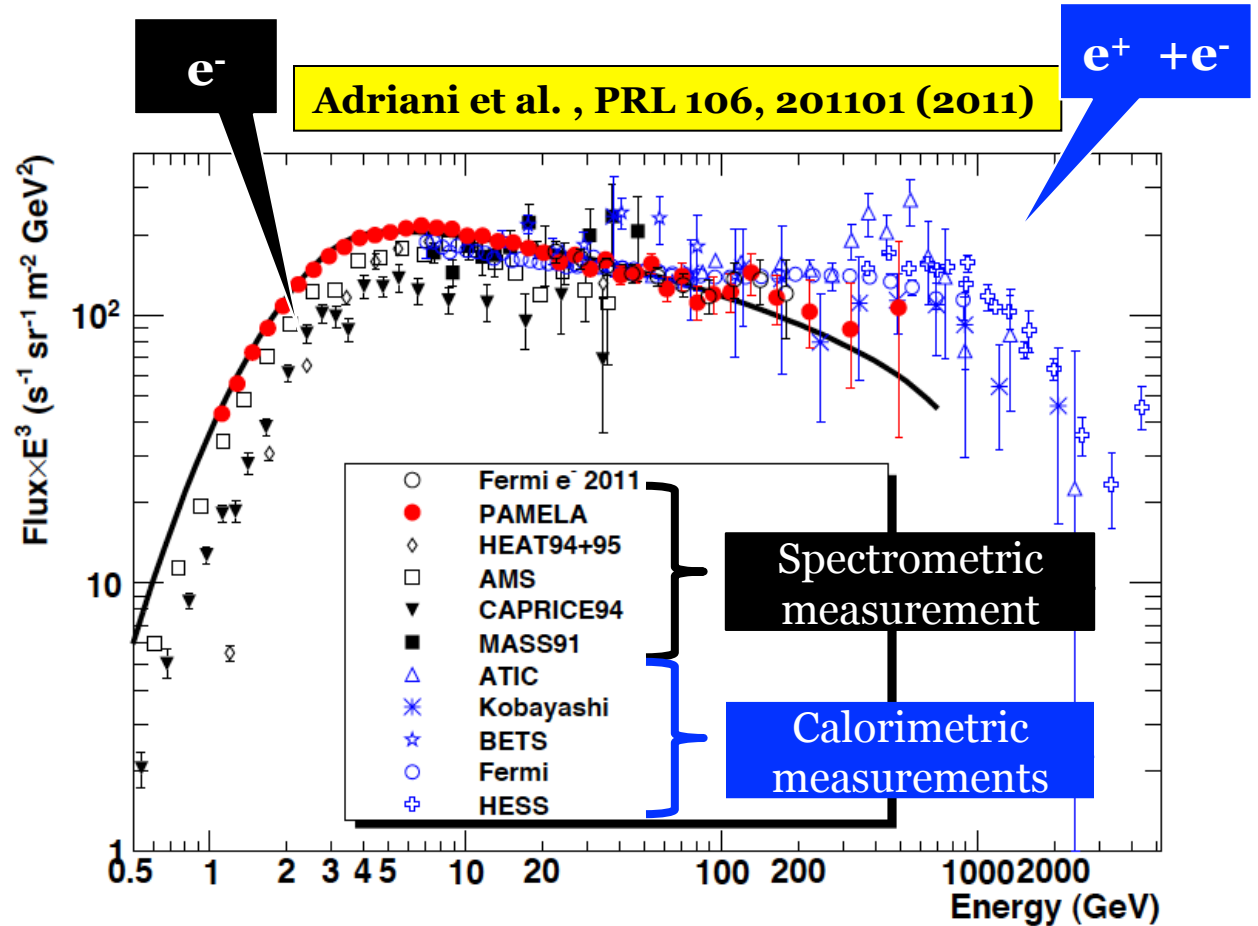 e⁻
e⁺ +e⁻
Adriani et al. , PRL 106, 201101 (2011)
Flux×E³ (s⁻¹ sr⁻¹ m⁻² GeV²)
10²
10
1
Fermi e⁻ 2011
PAMELA
HEAT94+95
AMS
CAPRICE94
MASS91
ATIC
Kobayashi
BETS
Fermi
HESS
Spectrometric
measurement
Calorimetric
measurements
0.5 1 2 3 4 5 10 20 100 200 1000 2000
Energy (GeV)